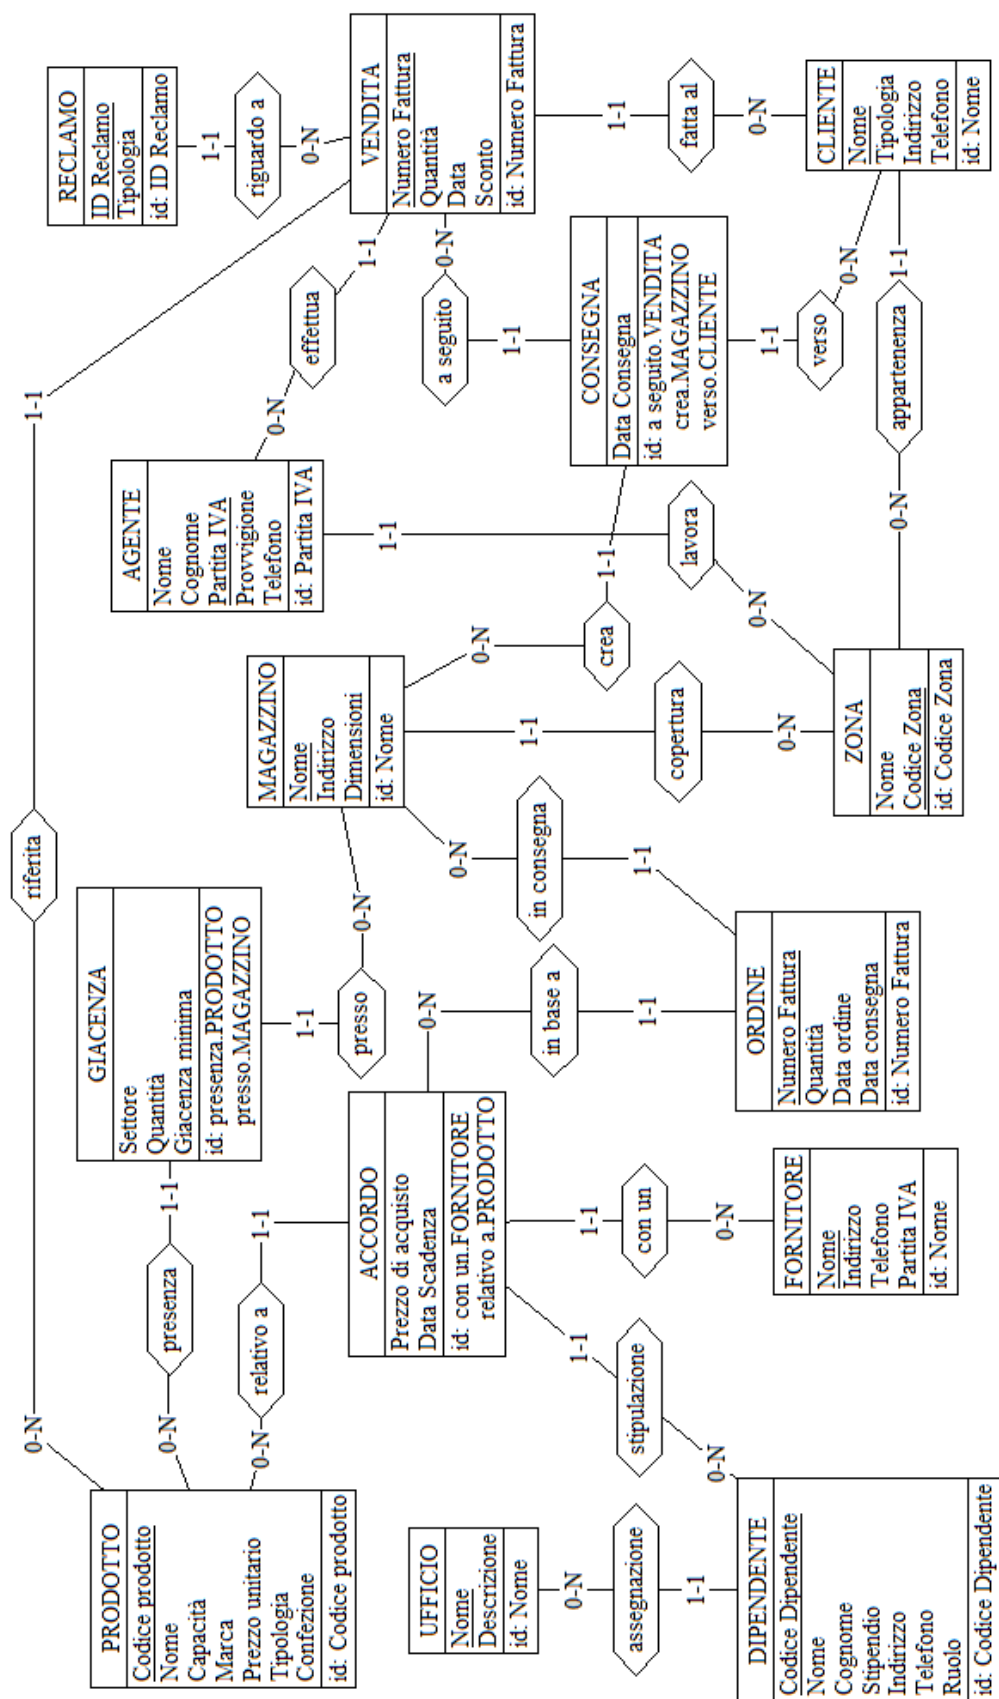 PRODOTTO
Codice prodotto
Nome
Capacità
Marca
Prezzo unitario
Tipologia
Confezione
id: Codice prodotto
0-N
riferita
1-1
0-N
presenza
1-1
0-N
relativo a
1-1
GIACENZA
Settore
Quantità
Giacenza minima
id: presenza.PRODOTTO
presso.MAGAZZINO
1-1
presso
0-N
AGENTE
Nome
Cognome
Partita IVA
Provvigione
Telefono
id: Partita IVA
0-N
effettua
1-1
RECLAMO
ID Reclamo
Tipologia
id: ID Reclamo
1-1
riguardo a
0-N
VENDITA
Numero Fattura
Quantità
Data
Sconto
id: Numero Fattura
UFFICIO
Nome
Descrizione
id: Nome
0-N
assegnazione
1-1
ACCORDO
Prezzo di acquisto
Data Scadenza
id: con un.FORNITORE
relativo a.PRODOTTO
0-N
in base a
1-1
1-1
con un
0-N
1-1
stipulazione
0-N
MAGAZZINO
Nome
Indirizzo
Dimensioni
id: Nome
0-N
in consegna
1-1
1-1
copertura
0-N
0-N
crea
1-1
1-1
lavora
0-N
0-N
a seguito
1-1
CONSEGNA
Data Consegna
id: a seguito.VENDITA
crea.MAGAZZINO
verso.CLIENTE
1-1
verso
0-N
1-1
fatta al
0-N
DIPENDENTE
Codice Dipendente
Nome
Cognome
Stipendio
Indirizzo
Telefono
Ruolo
id: Codice Dipendente
FORNITORE
Nome
Indirizzo
Telefono
Partita IVA
id: Nome
ORDINE
Numero Fattura
Quantità
Data ordine
Data consegna
id: Numero Fattura
ZONA
Nome
Codice Zona
id: Codice Zona
0-N
appartenenza
1-1
CLIENTE
Nome
Tipologia
Indirizzo
Telefono
id: Nome